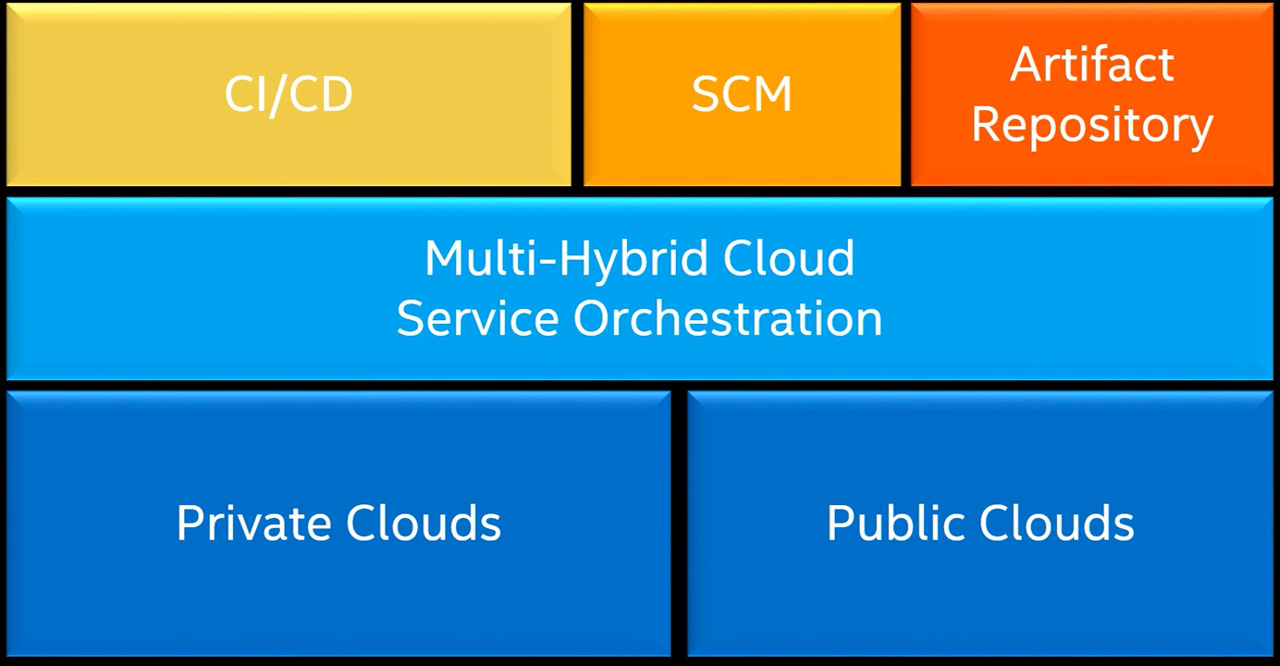 CI/CD
SCM
Artifact
Repository
Multi-Hybrid Cloud
Service Orchestration
Private Clouds
Public Clouds